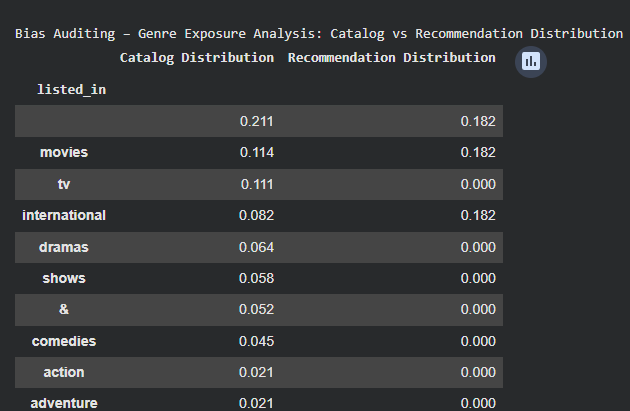 Bias Auditing – Genre Exposure Analysis: Catalog vs Recommendation Distribution
Catalog Distribution Recommendation Distribution
listed_in
0.211 0.182
movies 0.114 0.182
tv 0.111 0.000
international 0.082 0.182
dramas 0.064 0.000
shows 0.058 0.000
& 0.052 0.000
comedies 0.045 0.000
action 0.021 0.000
adventure 0.021 0.000